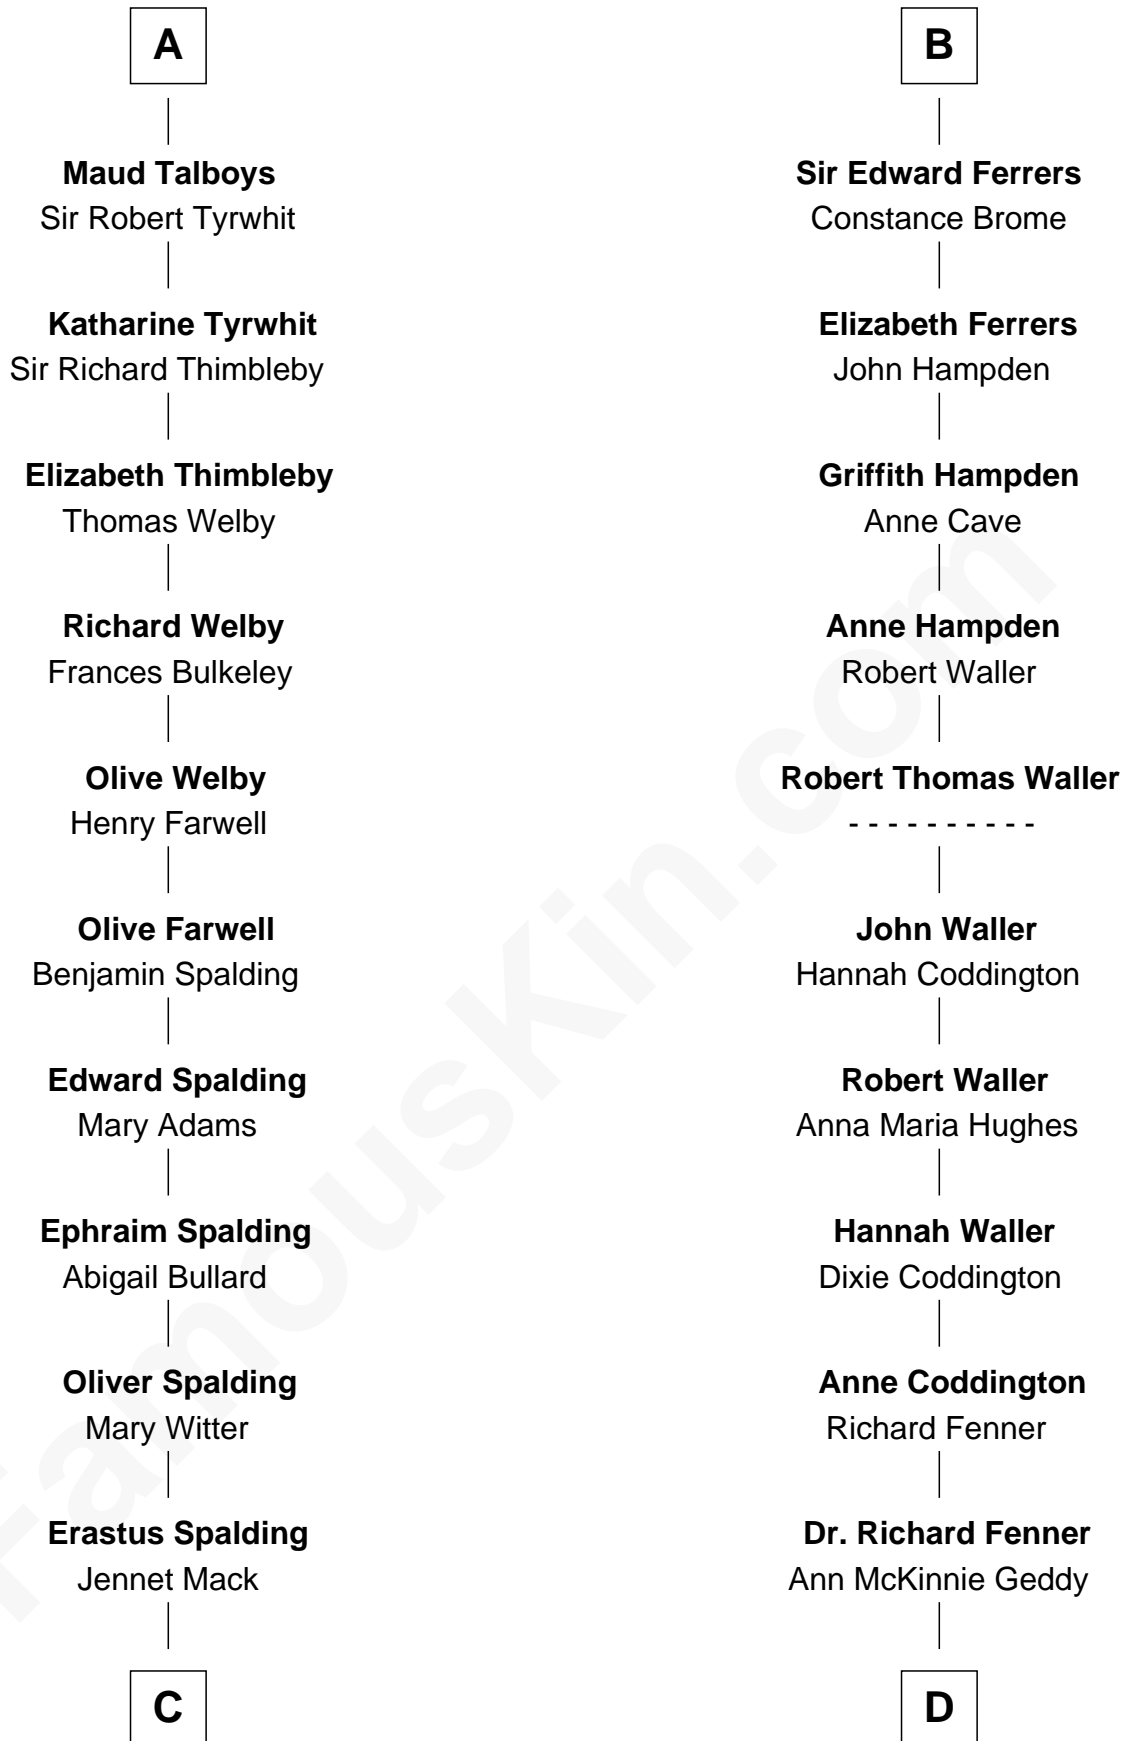 A
Maud Talboys
Sir Robert Tyrwhit
Katharine Tyrwhit
Sir Richard Thimbleby
Elizabeth Thimbleby
Thomas Welby
Richard Welby
Frances Bulkeley
Olive Welby
Henry Farwell
Olive Farwell
Benjamin Spalding
Edward Spalding
Mary Adams
Ephraim Spalding
Abigail Bullard
Oliver Spalding
Mary Witter
Erastus Spalding
Jennet Mack
C
B
Sir Edward Ferrers
Constance Brome
Elizabeth Ferrers
John Hampden
Griffith Hampden
Anne Cave
Anne Hampden
Robert Waller
Robert Thomas Waller
- - - - - - - - - -
John Waller
Hannah Coddington
Robert Waller
Anna Maria Hughes
Hannah Waller
Dixie Coddington
Anne Coddington
Richard Fenner
Dr. Richard Fenner
Ann McKinnie Geddy
D
FamousKin.com